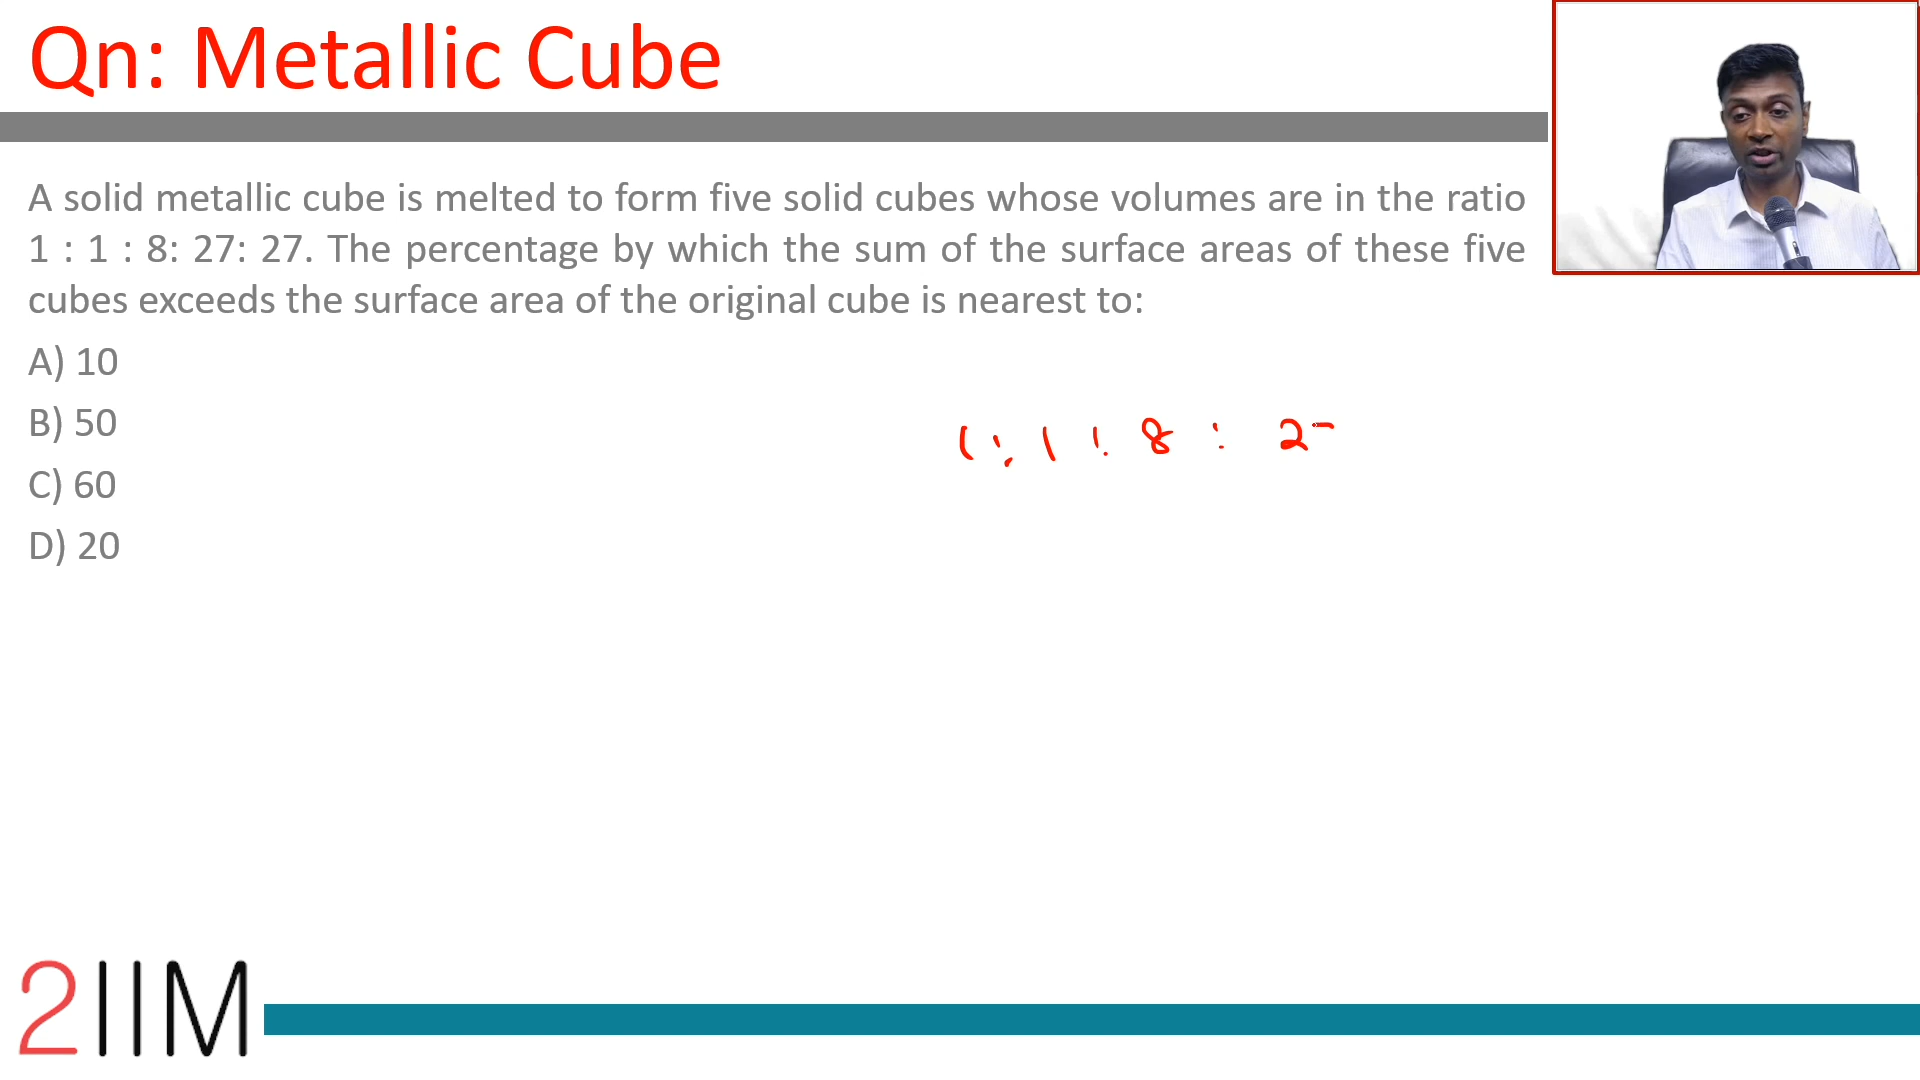 Qn: Metallic Cube
A solid metallic cube is melted to form five solid cubes whose volumes are in the ratio
1 : 1 : 8: 27: 27. The percentage by which the sum of the surface areas of these five
cubes exceeds the surface area of the original cube is nearest to:
A) 10
B) 50
C) 60
D) 20
1 : 1 : 8 : 2
2IIM